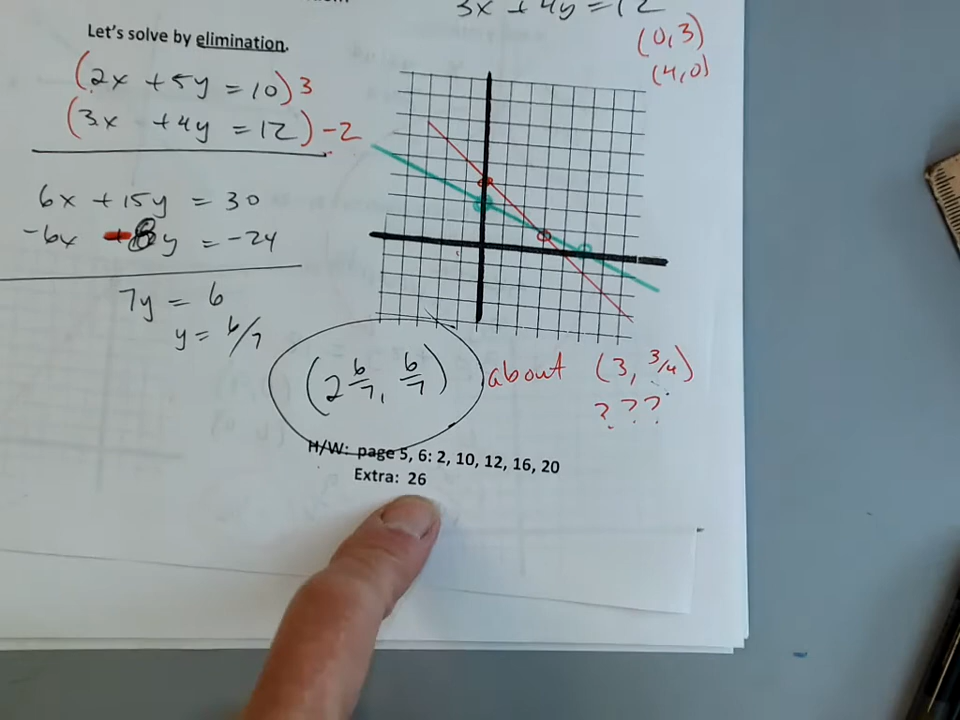 3x + 4y = 12
(0, 3)
(4, 0)
Let's solve by elimination.
(2x + 5y = 10) 3
(3x + 4y = 12) -2
6x + 15y = 30
-6x - 8y = -24
7y = 6
y = 6/7
(2 6/7, 6/7)
about (3, 3/4)
? ? ?
H/W: page 5, 6: 2, 10, 12, 16, 20
Extra: 26